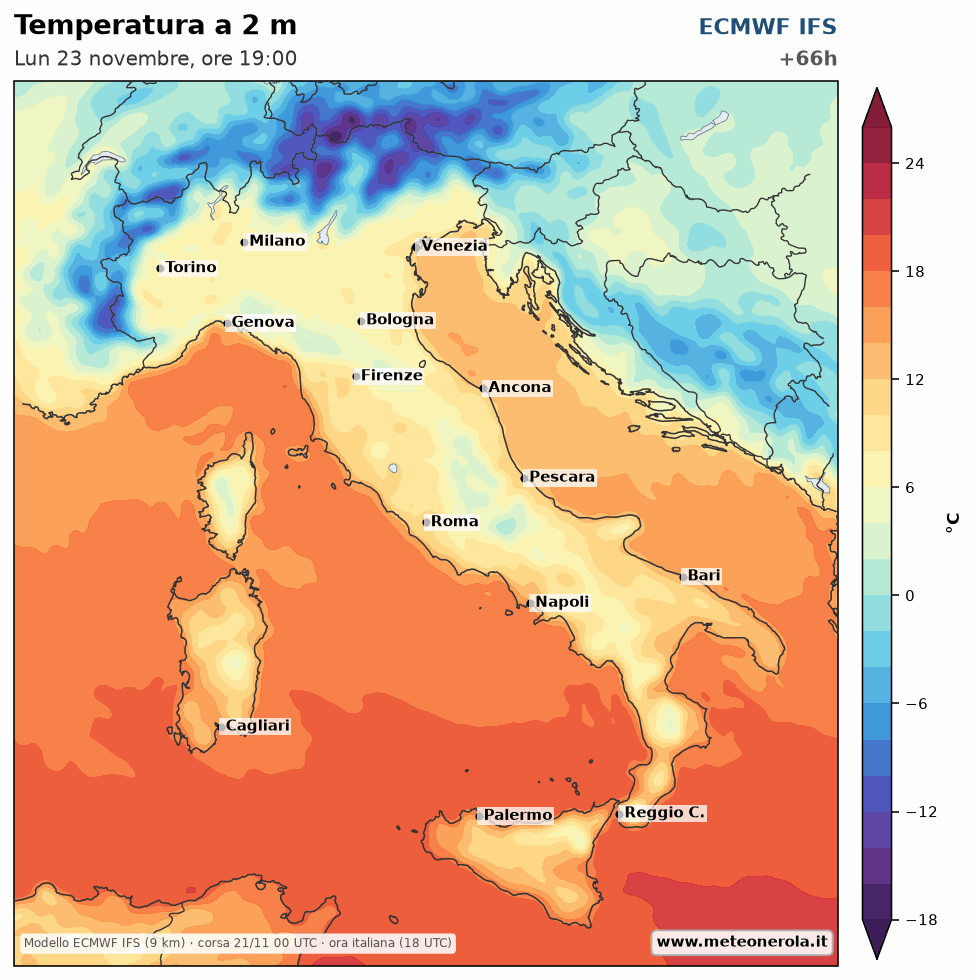 Temperatura a 2 m
ECMWF IFS
Lun 23 novembre, ore 19:00
+66h
Milano
Venezia
Torino
Genova
Bologna
Firenze
Ancona
Pescara
Roma
Bari
Napoli
Cagliari
Reggio C.
Palermo
24
18
12
6
0
−6
−12
−18
°C
Modello ECMWF IFS (9 km) · corsa 21/11 00 UTC · ora italiana (18 UTC)
www.meteonerola.it